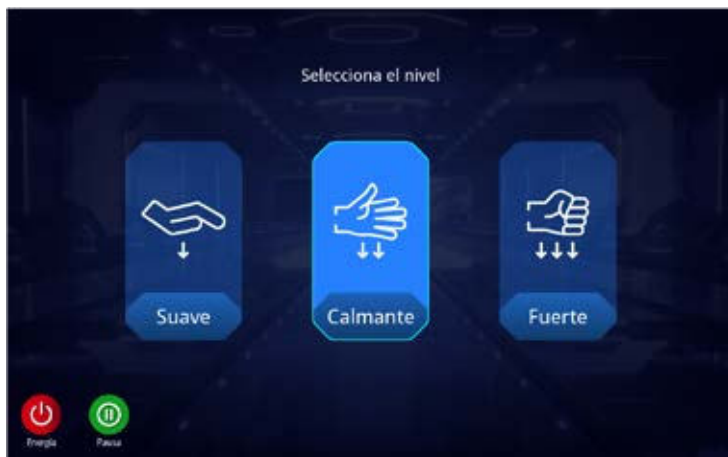 Selecciona el nivel
Suave
Calmante
Fuerte
Energía
Pausa